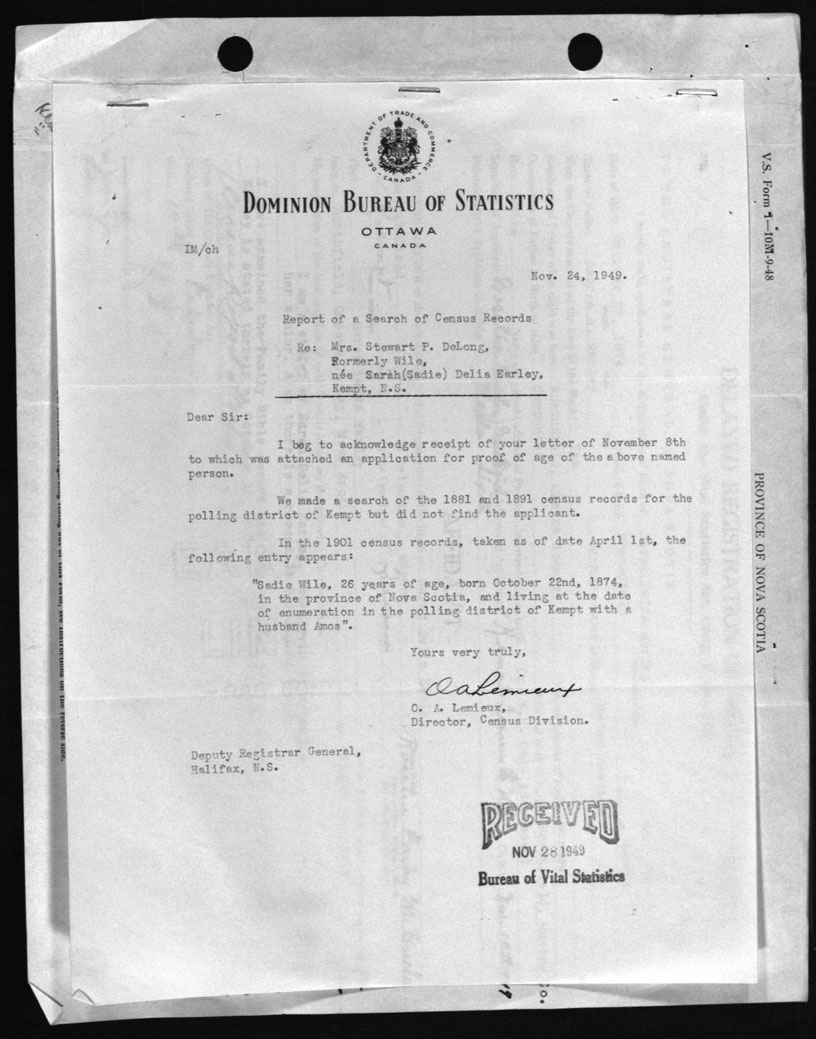 DEPARTMENT OF TRADE AND COMMERCE
CANADA
DOMINION BUREAU OF STATISTICS
OTTAWA
CANADA
IM/ch
Nov. 24, 1949.
Report of a Search of Census Records
Re: Mrs. Stewart P. DeLong,
Formerly Wile,
née Sarah(Sadie) Delia Earley,
Kempt, N.S.
Dear Sir:
I beg to acknowledge receipt of your letter of November 8th
to which was attached an application for proof of age of the above named
person.
We made a search of the 1881 and 1891 census records for the
polling district of Kempt but did not find the applicant.
In the 1901 census records, taken as of date April 1st, the
following entry appears:
"Sadie Wile, 26 years of age, born October 22nd, 1874,
in the province of Nova Scotia, and living at the date
of enumeration in the polling district of Kempt with a
husband Amos".
Yours very truly,
O A Lemieux
O. A. Lemieux,
Director, Census Division.
Deputy Registrar General,
Halifax, N.S.
RECEIVED
NOV 28 1949
Bureau of Vital Statistics
V.S. Form 1—10M-9-48
PROVINCE OF NOVA SCOTIA